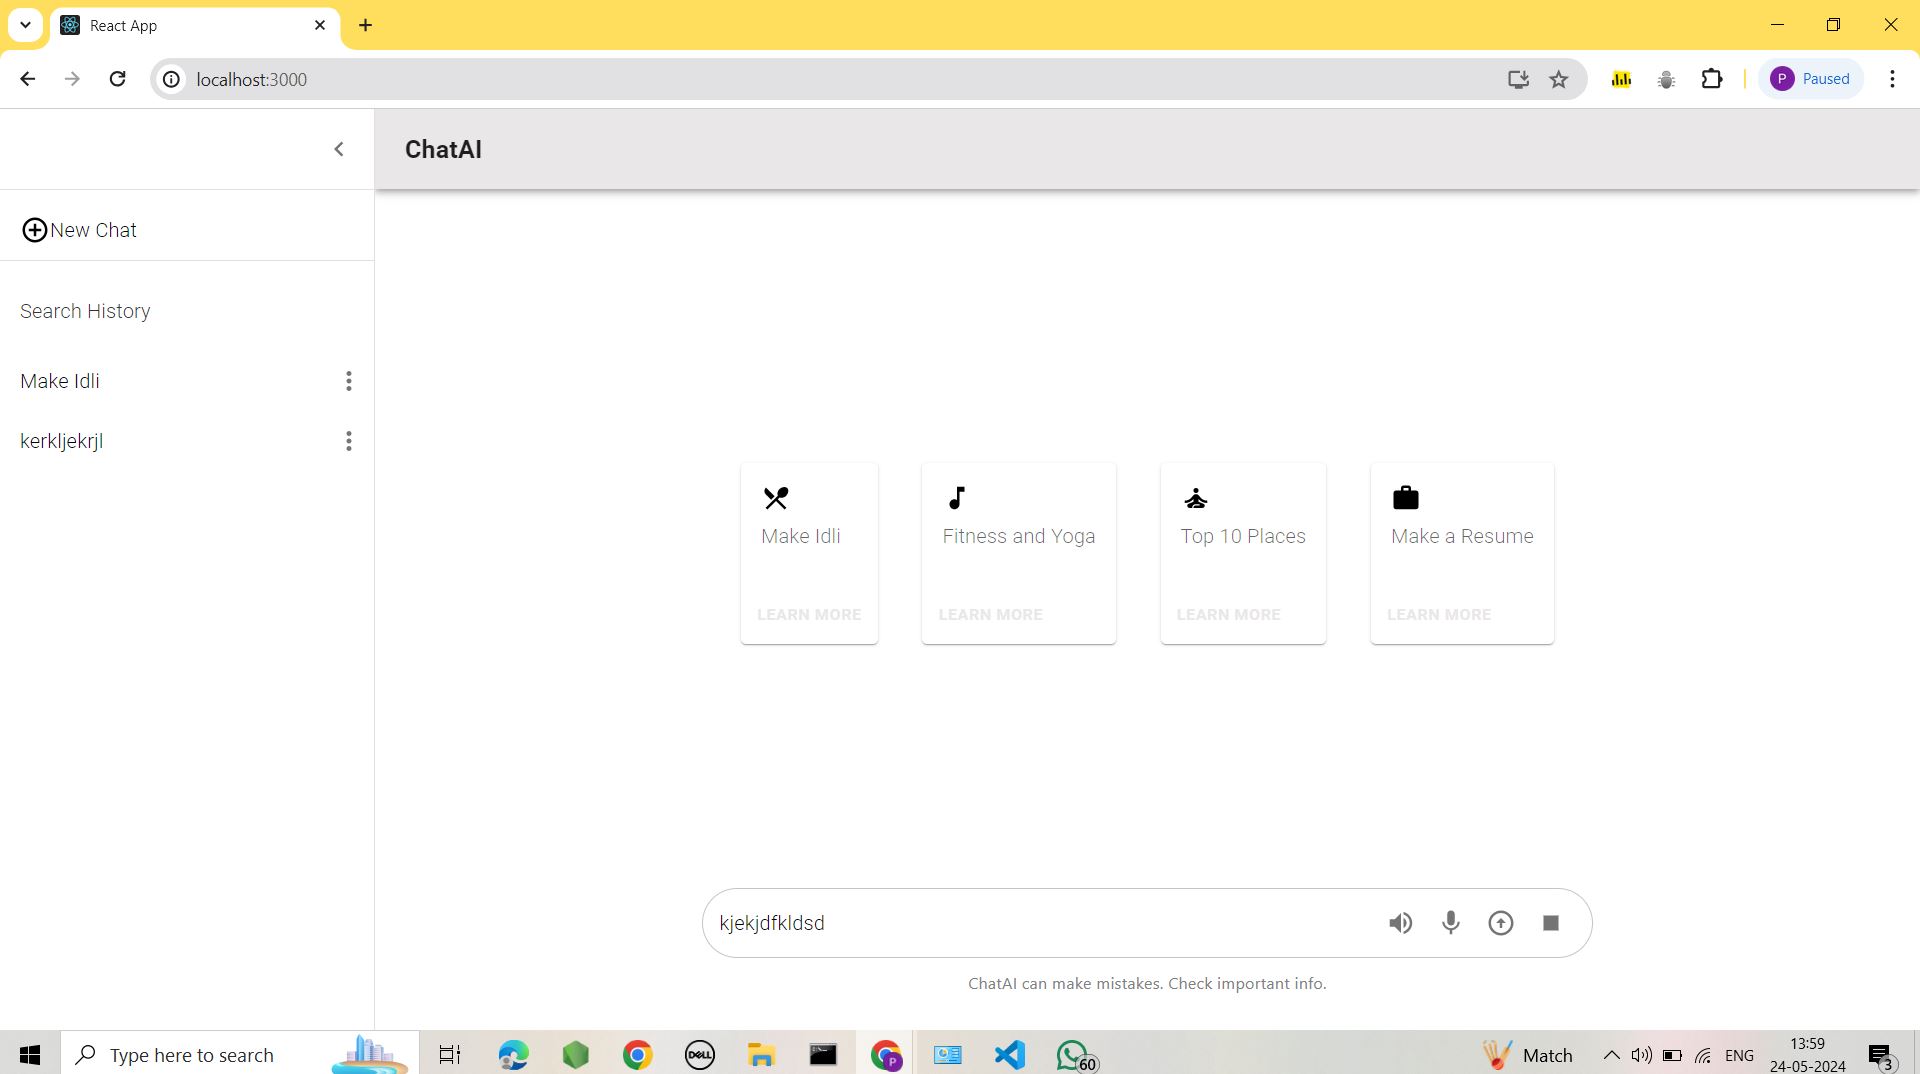 React App
localhost:3000
P Paused
ChatAI
New Chat
Search History
Make Idli
kerkljekrjl
Make Idli
LEARN MORE
Fitness and Yoga
LEARN MORE
Top 10 Places
LEARN MORE
Make a Resume
LEARN MORE
kjekjdfkldsd
ChatAI can make mistakes. Check important info.
Type here to search
DELL
P
60
Match
ENG
13:59
24-05-2024
3